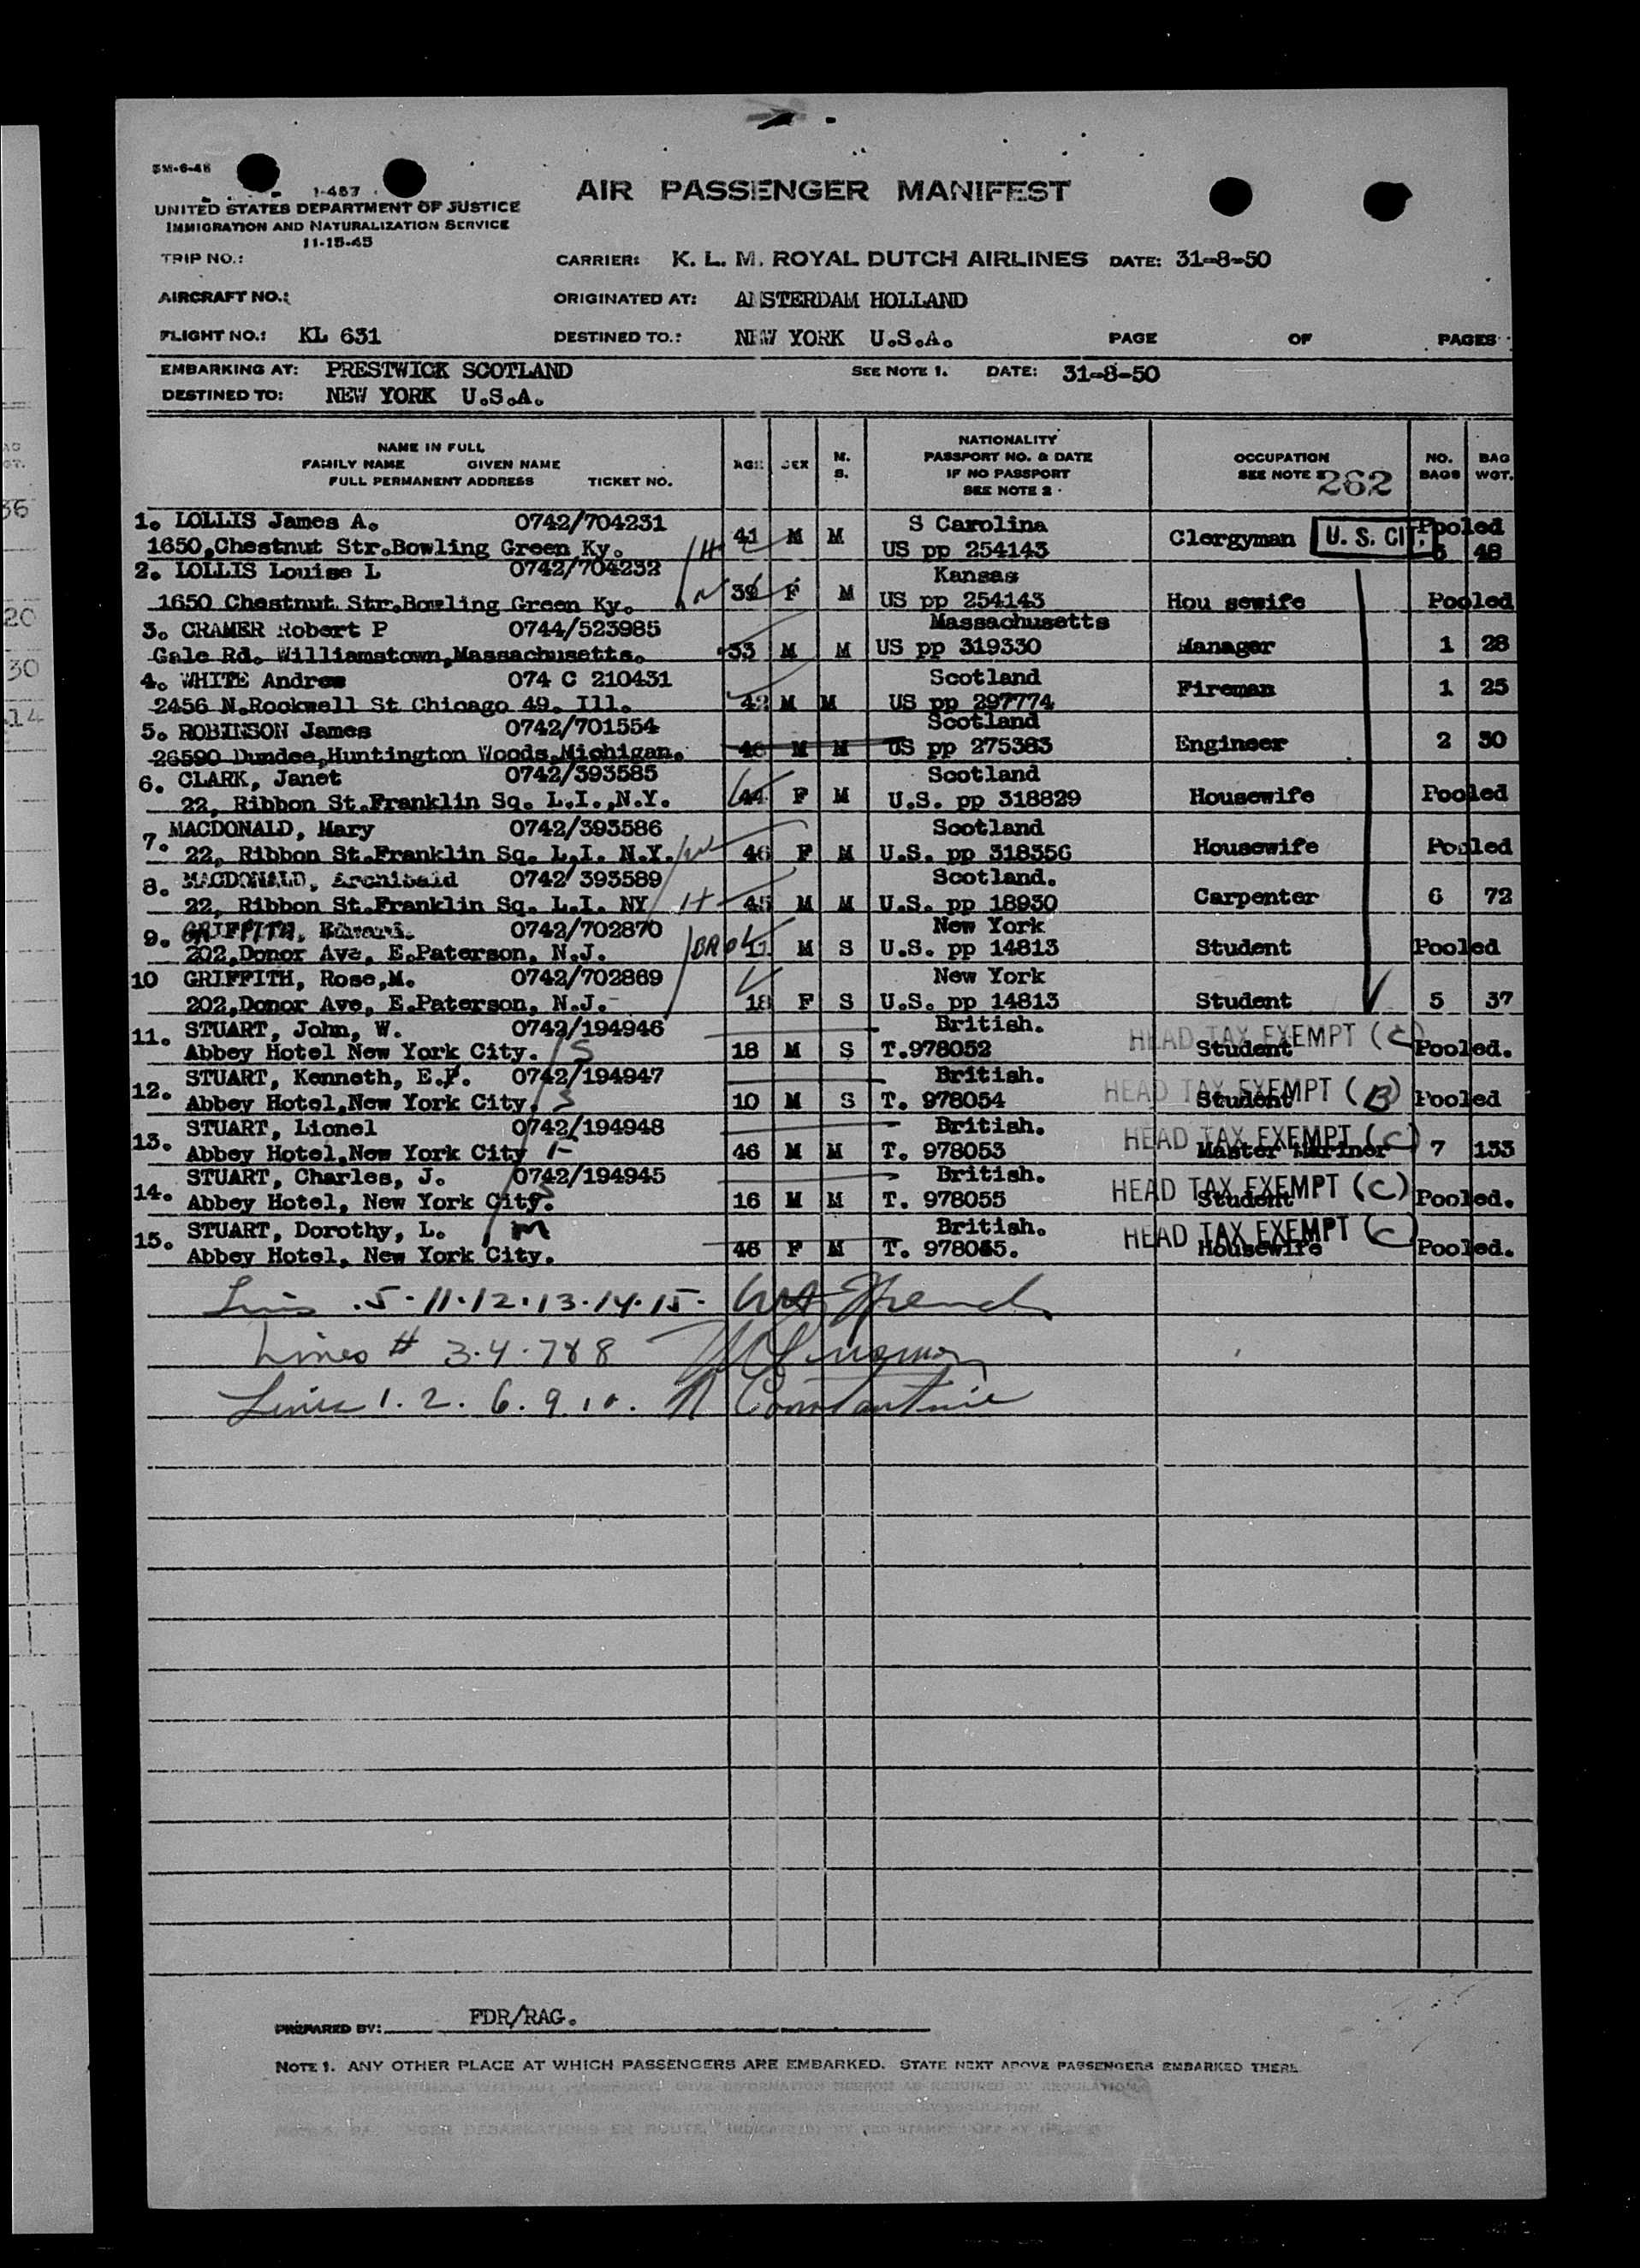 5M-6-48
I-457
UNITED STATES DEPARTMENT OF JUSTICE
IMMIGRATION AND NATURALIZATION SERVICE
11-15-45
AIR PASSENGER MANIFEST
TRIP NO.:
CARRIER: K. L. M. ROYAL DUTCH AIRLINES DATE: 31-8-50
AIRCRAFT NO.:
ORIGINATED AT: AMSTERDAM HOLLAND
FLIGHT NO.: KL 631 DESTINED TO.: NEW YORK U.S.A. PAGE OF PAGES
EMBARKING AT: PRESTWICK SCOTLAND SEE NOTE 1. DATE: 31-8-50
DESTINED TO: NEW YORK U.S.A.
NAME IN FULL
FAMILY NAME GIVEN NAME
FULL PERMANENT ADDRESS TICKET NO.
AGE SEX M. S.
NATIONALITY
PASSPORT NO. & DATE
IF NO PASSPORT
SEE NOTE 2
OCCUPATION
SEE NOTE 262
NO. BAGS
BAG WGT.
1. LOLLIS James A. 0742/704231 S Carolina Pooled
1650,Chestnut Str.Bowling Green Ky. H 41 M M US pp 254143 Clergyman U. S. CIT. 48
2. LOLLIS Louise L 0742/704232 Kansas
1650 Chestnut Str.Bowling Green Ky. F M US pp 254143 Hou sewife Pooled
3. CRAMER Robert P 0744/523985 Massachusetts
Gale Rd. Williamstown,Massachusetts. 33 M M US pp 319330 Manager 1 28
4. WHITE Andrew 074 C 210431 Scotland
2456 N.Rockwell St Chicago 49. Ill. 42 M M US pp 297774 Fireman 1 25
5. ROBINSON James 0742/701554 Scotland
26590 Dundee,Huntington Woods,Michigan. 46 M M US pp 275383 Engineer 2 30
6. CLARK, Janet 0742/393585 Scotland
22, Ribbon St.Franklin Sq. L.I.,N.Y. 44 F M U.S. pp 318829 Housewife Pooled
7. MACDONALD, Mary 0742/393586 Scotland
22, Ribbon St.Franklin Sq. L.I. N.Y. W 46 F M U.S. pp 318356 Housewife Pooled
8. MACDONALD, Archibald 0742/393589 Scotland.
22, Ribbon St.Franklin Sq. L.I. NY H 45 M M U.S. pp 18930 Carpenter 6 72
9. GRIFFITH, Edward. 0742/702870 New York
202,Donor Ave, E.Paterson, N.J. BRO M S U.S. pp 14813 Student Pooled
10 GRIFFITH, Rose,M. 0742/702869 New York
202,Donor Ave, E.Paterson, N.J. 18 F S U.S. pp 14813 Student 5 37
11. STUART, John, W. 0742/194946 British. HEAD TAX EXEMPT (C)
Abbey Hotel New York City. S 18 M S T.978052 Student Pooled.
12. STUART, Kenneth, E.F. 0742/194947 British. HEAD TAX EXEMPT (B)
Abbey Hotel,New York City. S 10 M S T. 978054 Student Pooled
13. STUART, Lionel 0742/194948 British. HEAD TAX EXEMPT (C)
Abbey Hotel,New York City F 46 M M T. 978053 Master Mariner 7 133
14. STUART, Charles, J. 0742/194945 British. HEAD TAX EXEMPT (C)
Abbey Hotel, New York City. 16 M M T. 978055 Student Pooled.
15. STUART, Dorothy, L. M British. HEAD TAX EXEMPT (C)
Abbey Hotel, New York City. 46 F M T. 978055. Housewife Pooled.
5-11-12-13-14-15-
Lines # 3-4-7&8
Lines 1. 2. 6. 9. 10. Constantine
PREPARED BY: FDR/RAG.
NOTE 1. ANY OTHER PLACE AT WHICH PASSENGERS ARE EMBARKED. STATE NEXT ABOVE PASSENGERS EMBARKED THERE